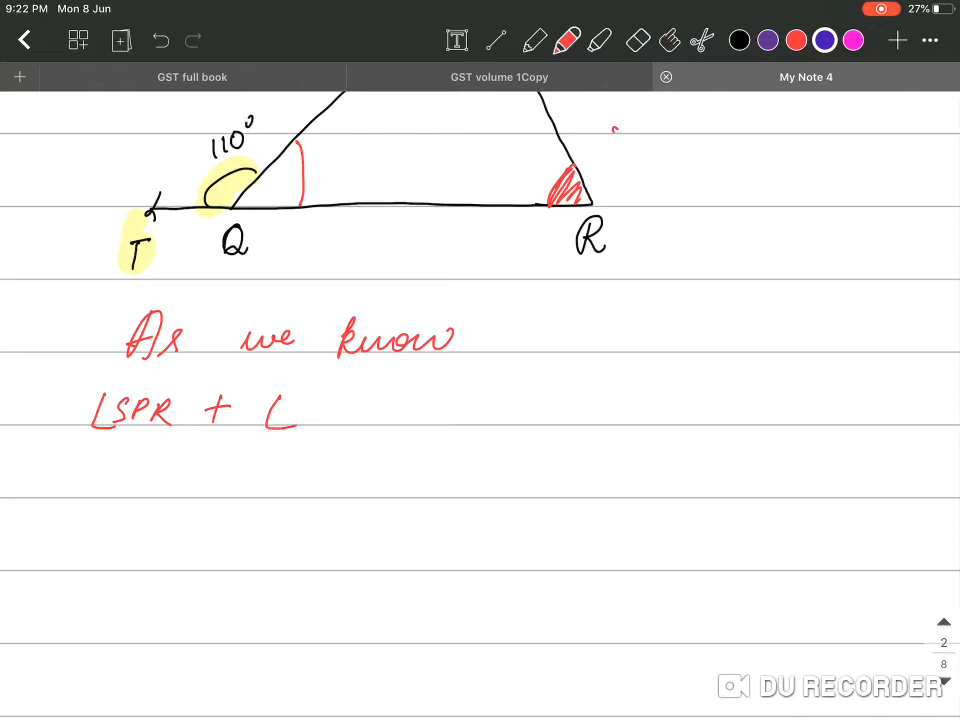 9:22 PM Mon 8 Jun
27%
GST full book
GST volume 1Copy
My Note 4
110°
T
Q
R
As we know
∠SPR + ∠
2
8
DU RECORDER